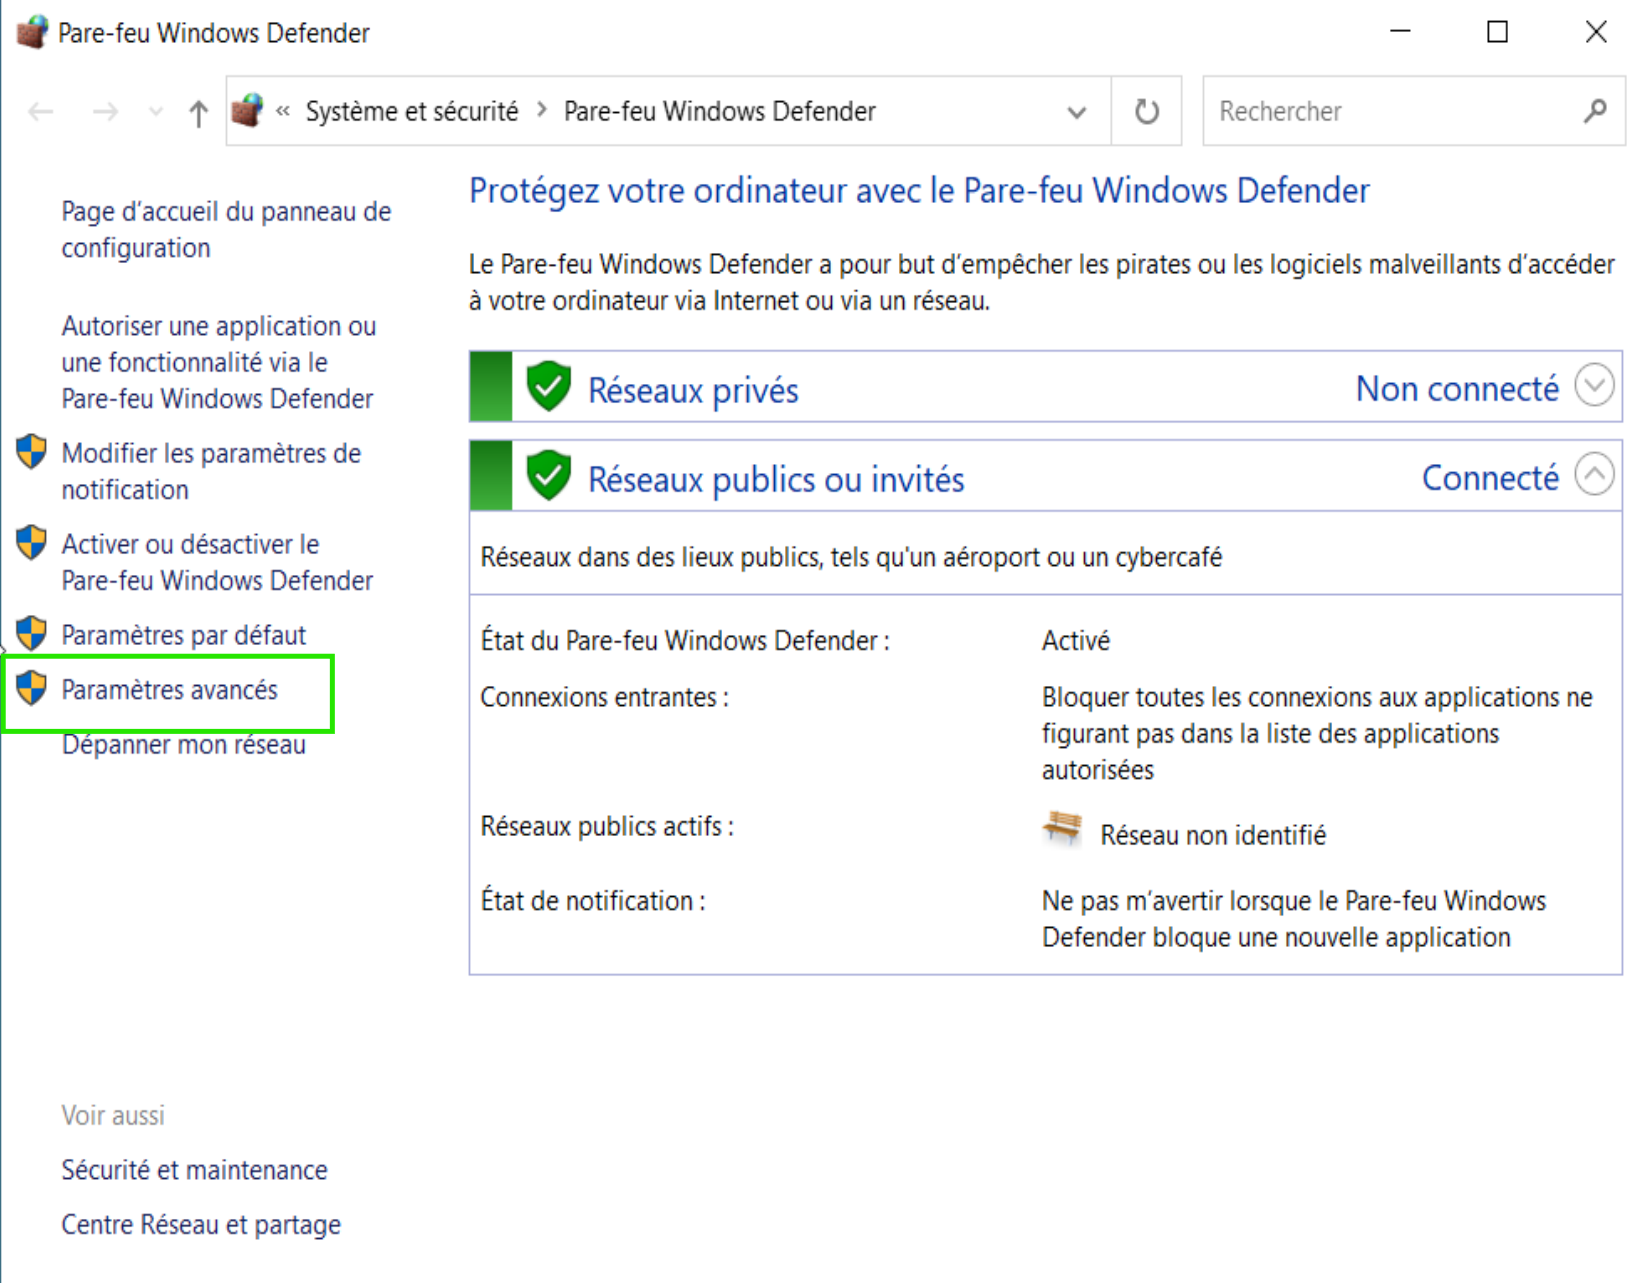 Pare-feu Windows Defender
« Système et sécurité > Pare-feu Windows Defender
Rechercher
Page d'accueil du panneau de
configuration
Autoriser une application ou
une fonctionnalité via le
Pare-feu Windows Defender
Modifier les paramètres de
notification
Activer ou désactiver le
Pare-feu Windows Defender
Paramètres par défaut
Paramètres avancés
Dépanner mon réseau
Voir aussi
Sécurité et maintenance
Centre Réseau et partage
Protégez votre ordinateur avec le Pare-feu Windows Defender
Le Pare-feu Windows Defender a pour but d'empêcher les pirates ou les logiciels malveillants d'accéder
à votre ordinateur via Internet ou via un réseau.
Réseaux privés Non connecté
Réseaux publics ou invités Connecté
Réseaux dans des lieux publics, tels qu'un aéroport ou un cybercafé
État du Pare-feu Windows Defender : Activé
Connexions entrantes : Bloquer toutes les connexions aux applications ne
figurant pas dans la liste des applications
autorisées
Réseaux publics actifs : Réseau non identifié
État de notification : Ne pas m'avertir lorsque le Pare-feu Windows
Defender bloque une nouvelle application